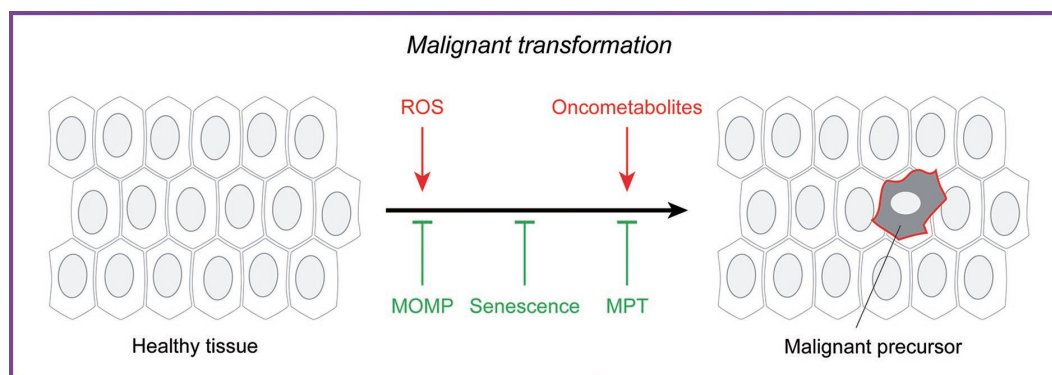 Malignant transformation
ROS
Oncometabolites
MOMP
Senescence
MPT
Healthy tissue
Malignant precursor